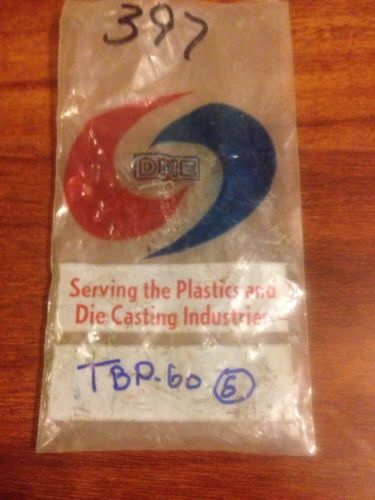 397
DME
Serving the Plastics and
Die Casting Industries
TBP-60 5